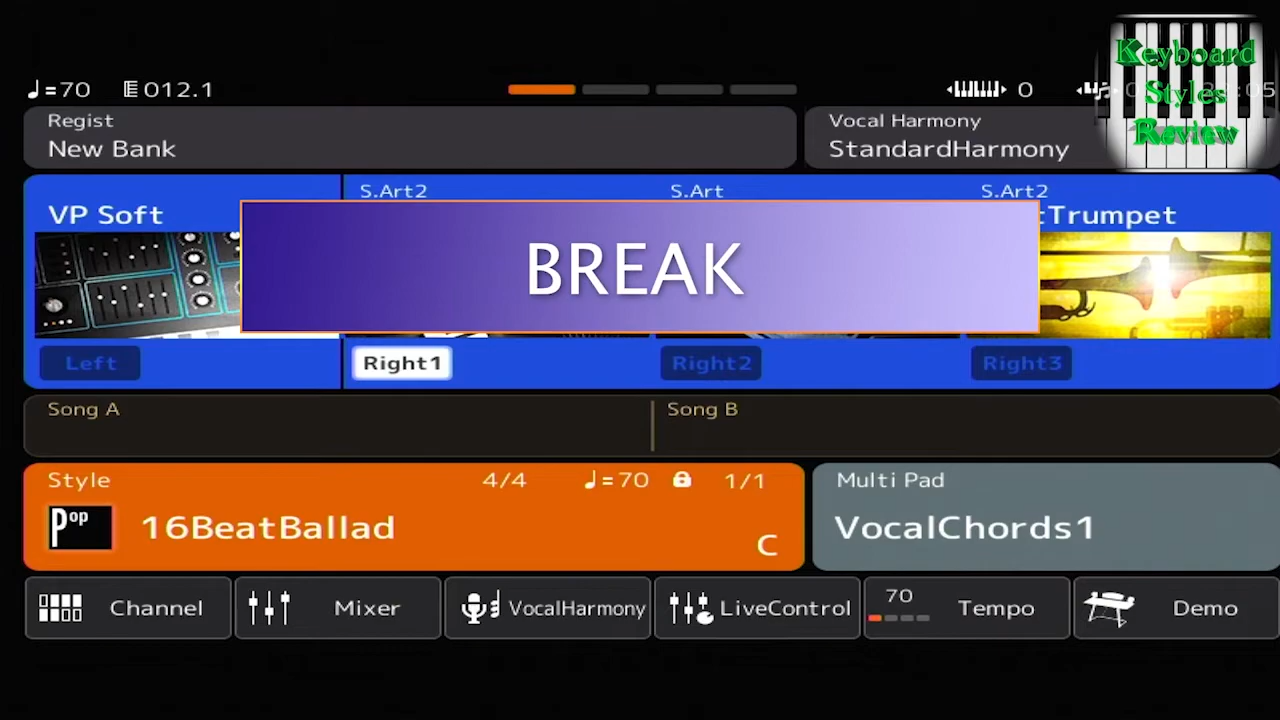 ♩=70
012.1
0
:05
Keyboard
Styles
Review
Regist
New Bank
Vocal Harmony
StandardHarmony
VP Soft
S.Art2
S.Art
S.Art2
tTrumpet
BREAK
Left
Right1
Right2
Right3
Song A
Song B
Style
4/4
♩=70
1/1
Pop
16BeatBallad
C
Multi Pad
VocalChords1
Channel
Mixer
VocalHarmony
LiveControl
70
Tempo
Demo